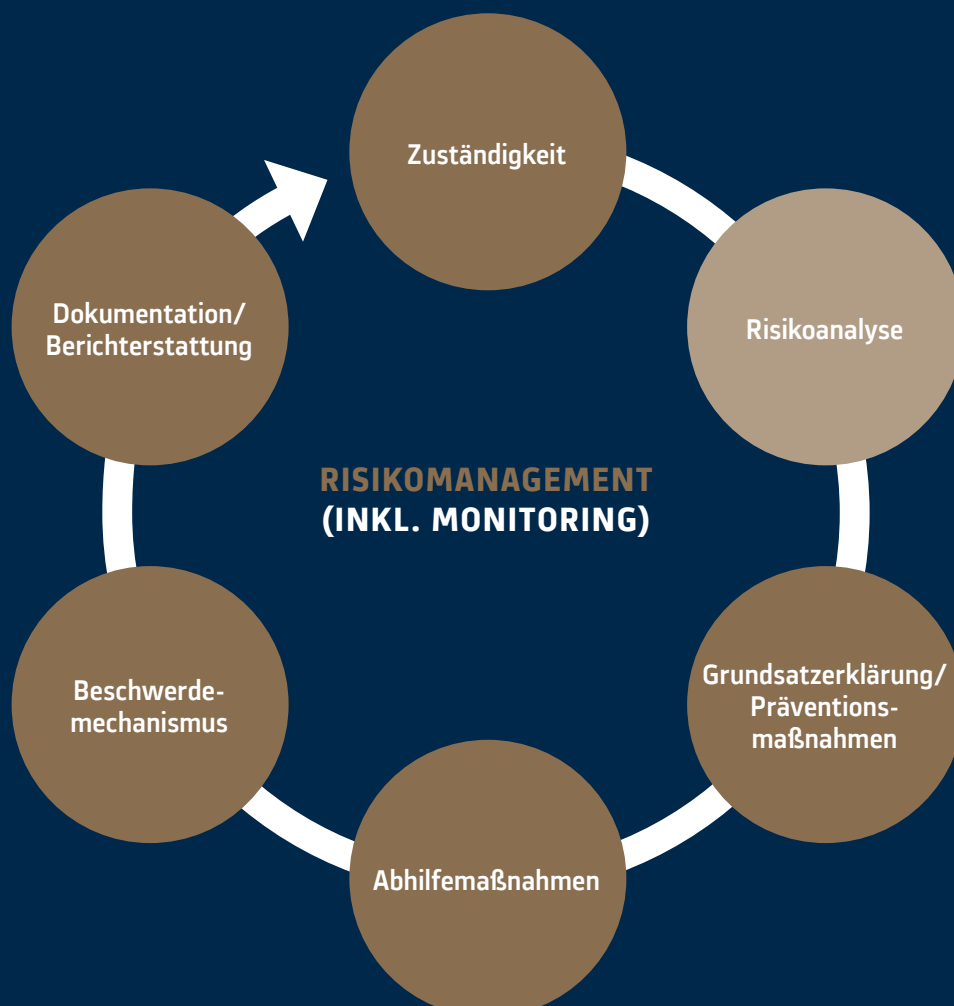 Zuständigkeit
Risikoanalyse
Grundsatzerklärung/
Präventions-
maßnahmen
Abhilfemaßnahmen
Beschwerde-
mechanismus
Dokumentation/
Berichterstattung
RISIKOMANAGEMENT
(INKL. MONITORING)